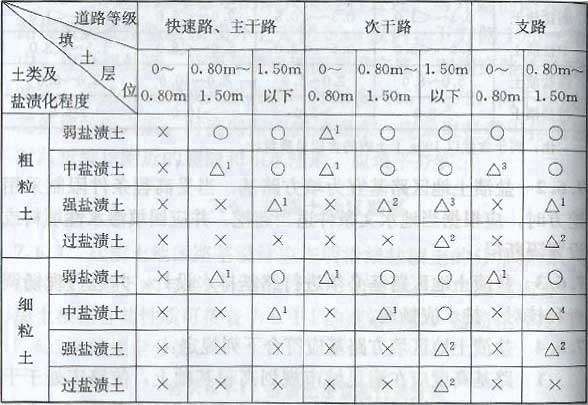 道路等级
填土层位
土类及
盐渍化程度
快速路、主干路 次干路 支路
0～0.80m 0.80m～1.50m 1.50m以下 0～0.80m 0.80m～1.50m 1.50m以下 0～0.80m 0.80m～1.50m
粗粒土
弱盐渍土 × ○ ○ △1 ○ ○ ○ ○
中盐渍土 × △1 ○ △1 ○ ○ △3 ○
强盐渍土 × × △1 × △2 △3 × △1
过盐渍土 × × × × × △2 × △2
细粒土
弱盐渍土 × △1 ○ △1 ○ ○ △1 ○
中盐渍土 × × △1 × △1 ○ × △4
强盐渍土 × × × × × △2 × △2
过盐渍土 × × × × × △2 × ×